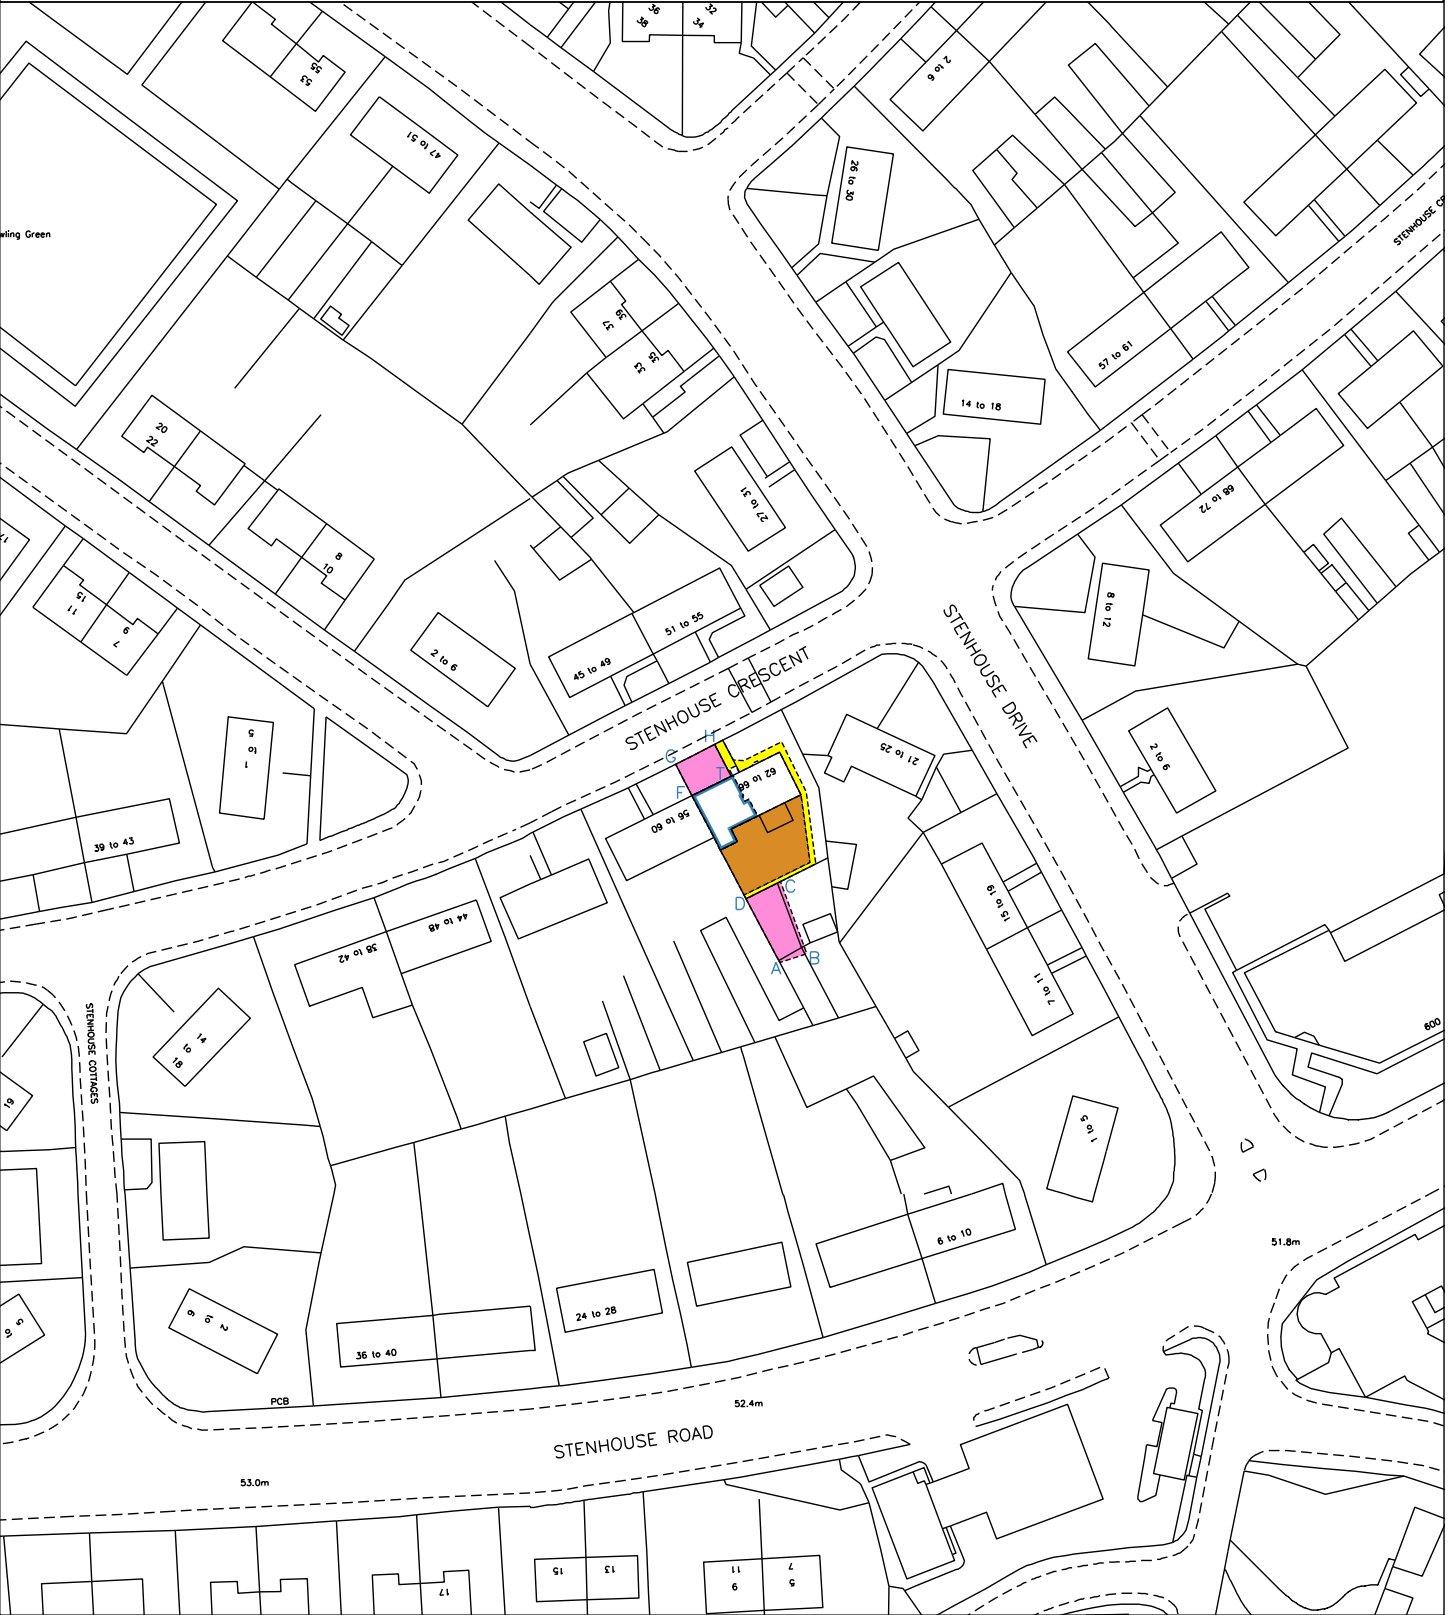 36
38
32
34
55
53
47 to 51
2 to 6
26 to 30
wling Green
STENHOUSE CR
39
37
35
33
57 to 61
14 to 18
20
22
27 to 31
68 to 72
8
10
15
11
9
7
2 to 6
51 to 55
45 to 49
8 to 12
STENHOUSE CRESCENT
STENHOUSE DRIVE
1 to 5
21 to 25
2 to 6
H
G
T
F
62 to 66
56 to 60
39 to 43
C
D
15 to 19
44 to 48
38 to 42
A
B
7 to 11
STENHOUSE COTTAGES
14
to
18
600
19
1 to 5
6 to 10
51.8m
2
to
6
24 to 28
36 to 40
PCB
52.4m
STENHOUSE ROAD
53.0m
17
15
13
11
9
7
5